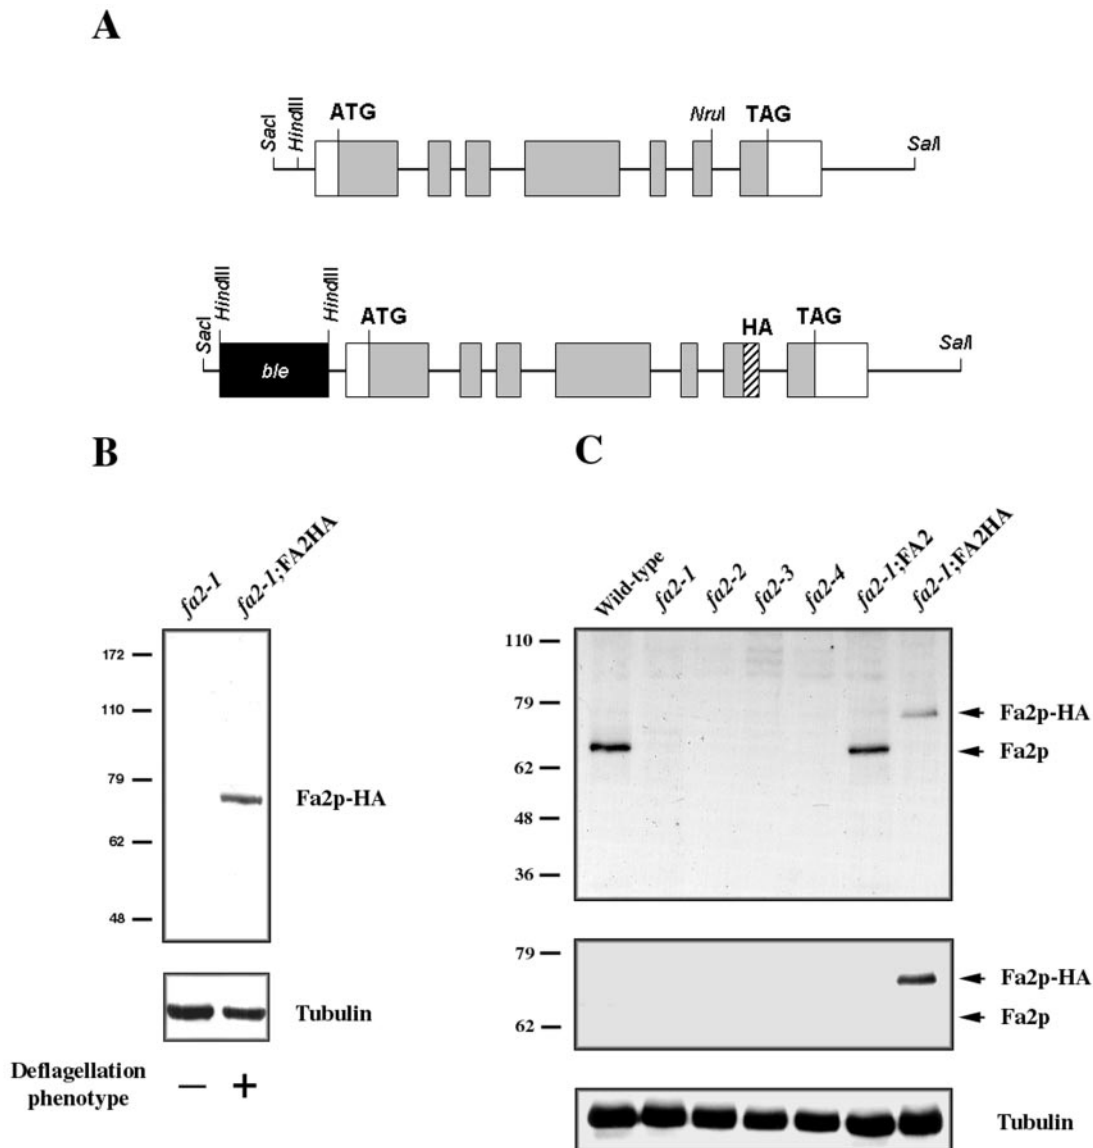 A
SacI
HindIII
ATG
NruI
TAG
SalI
SacI
HindIII
HindIII
ble
ATG
HA
TAG
SalI
B
fa2-1
fa2-1;FA2HA
172
110
79
62
48
Fa2p-HA
Tubulin
Deflagellation
phenotype
— +
C
Wild-type
fa2-1
fa2-2
fa2-3
fa2-4
fa2-1;FA2
fa2-1;FA2HA
110
79
62
48
36
Fa2p-HA
Fa2p
79
62
Fa2p-HA
Fa2p
Tubulin